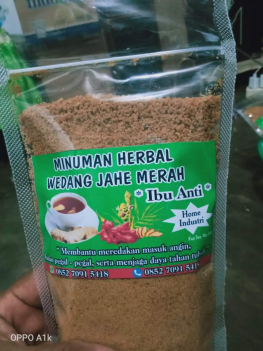 MINUMAN HERBAL
WEDANG JAHE MERAH
* Ibu Anti *
Home
Industri
" Membantu meredakan masuk angin,
pegal - pegal, serta menjaga daya tahan tubuh
0852 7091 5418
0852 7091 5418
OPPO A1k